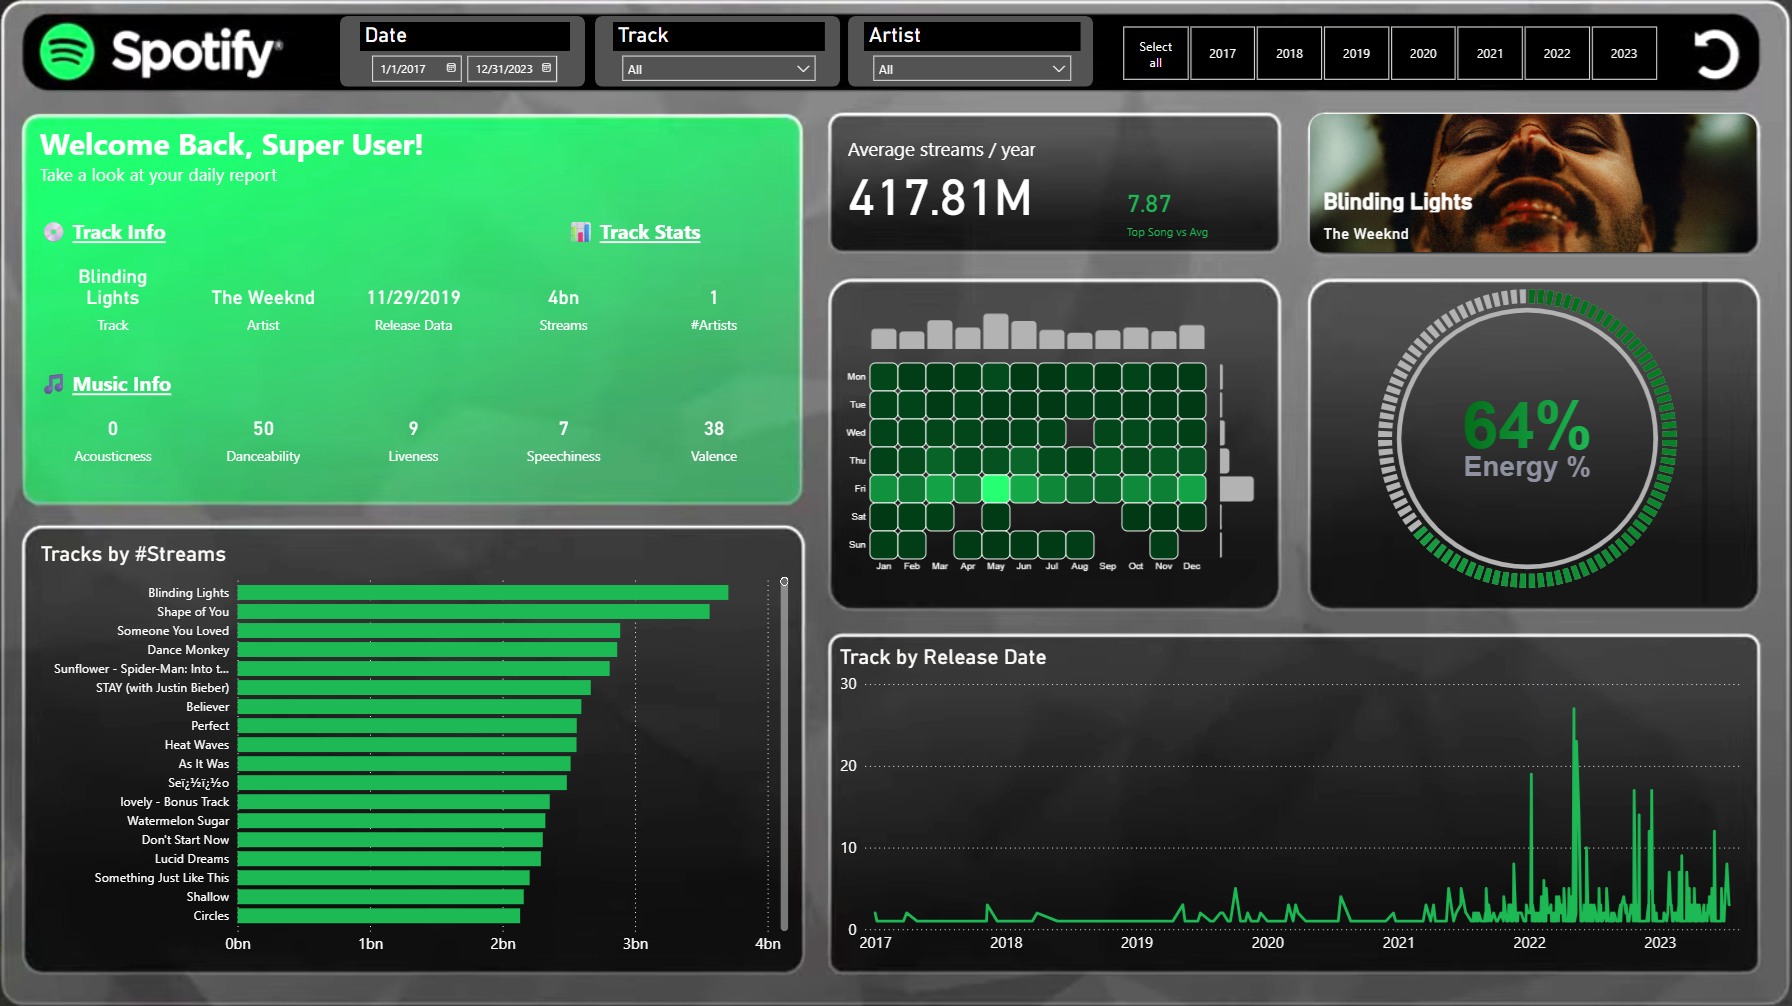 Spotify®
Date
1/1/2017
12/31/2023
Track
All
Artist
All
Select all
2017
2018
2019
2020
2021
2022
2023
Welcome Back, Super User!
Take a look at your daily report
Track Info
Track Stats
Blinding
Lights
Track
The Weeknd
Artist
11/29/2019
Release Data
4bn
Streams
1
#Artists
Music Info
0
Acousticness
50
Danceability
9
Liveness
7
Speechiness
38
Valence
Average streams / year
417.81M
7.87
Top Song vs Avg
Blinding Lights
The Weeknd
Mon
Tue
Wed
Thu
Fri
Sat
Sun
Jan Feb Mar Apr May Jun Jul Aug Sep Oct Nov Dec
64%
Energy %
Tracks by #Streams
Blinding Lights
Shape of You
Someone You Loved
Dance Monkey
Sunflower - Spider-Man: Into t...
STAY (with Justin Bieber)
Believer
Perfect
Heat Waves
As It Was
Seï¿½ï¿½o
lovely - Bonus Track
Watermelon Sugar
Don't Start Now
Lucid Dreams
Something Just Like This
Shallow
Circles
0bn 1bn 2bn 3bn 4bn
Track by Release Date
30
20
10
0
2017 2018 2019 2020 2021 2022 2023